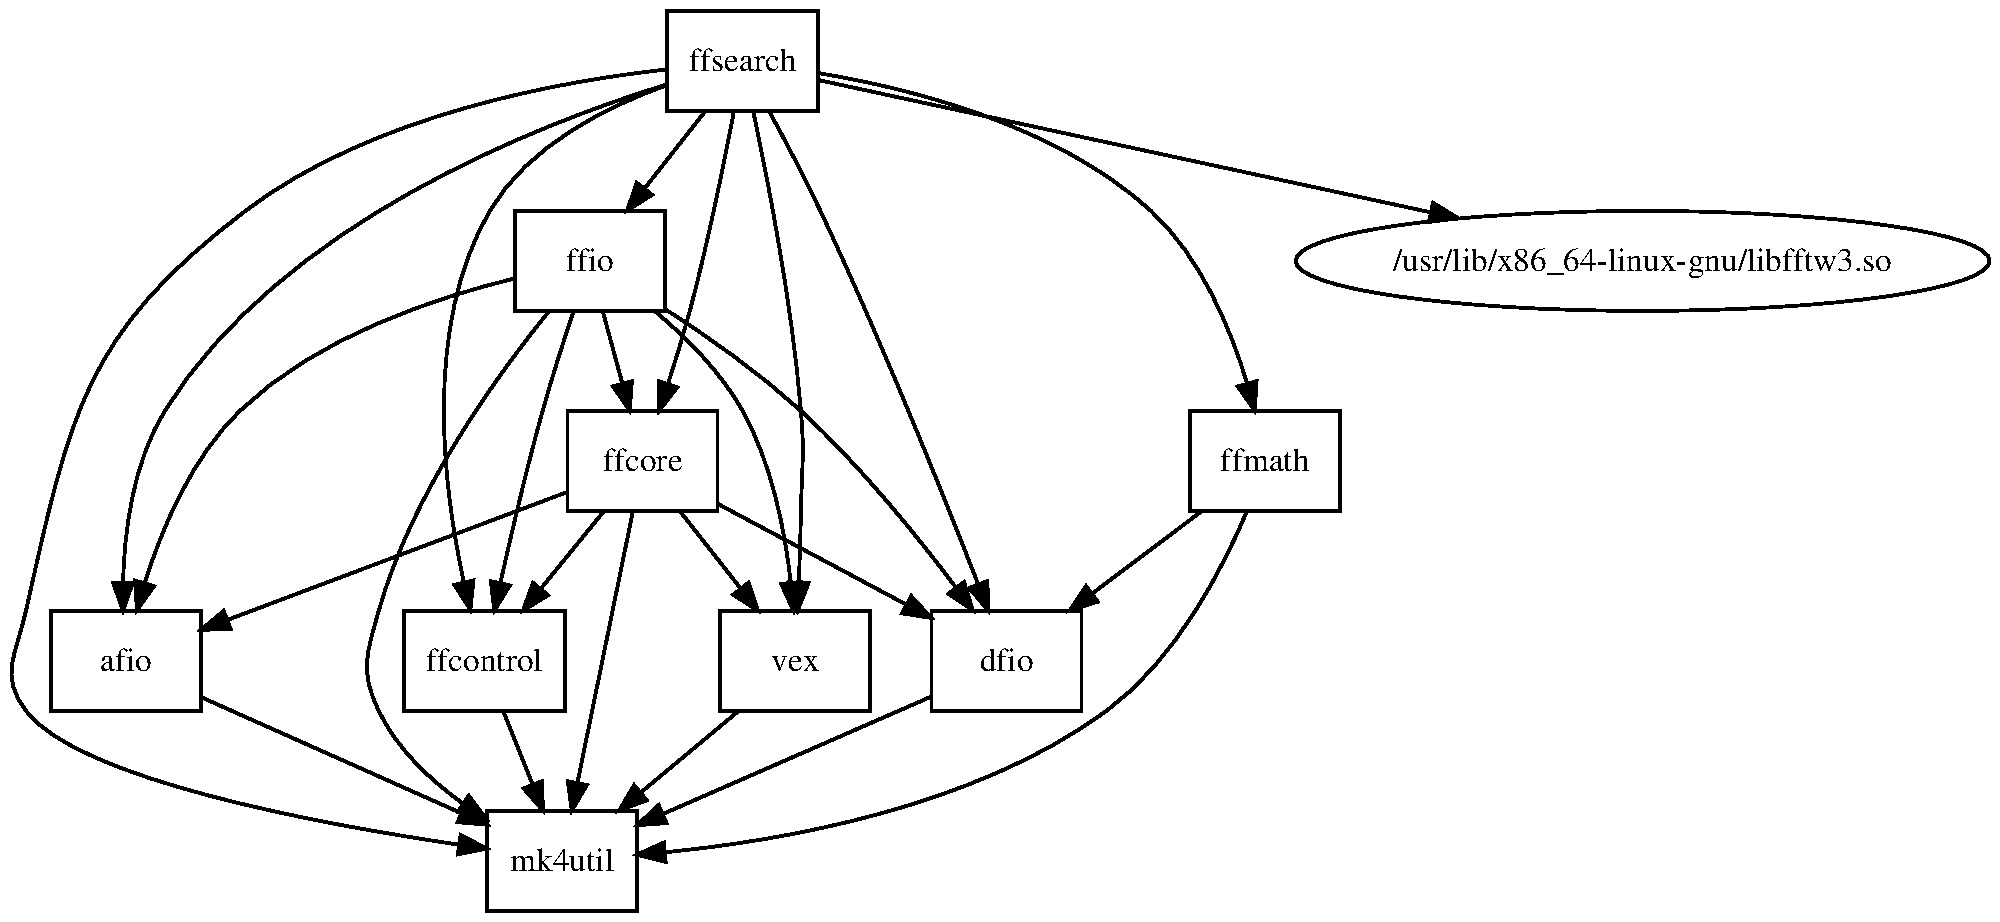 ffsearch
ffio
/usr/lib/x86_64-linux-gnu/libfftw3.so
ffcore
ffmath
afio
ffcontrol
vex
dfio
mk4util